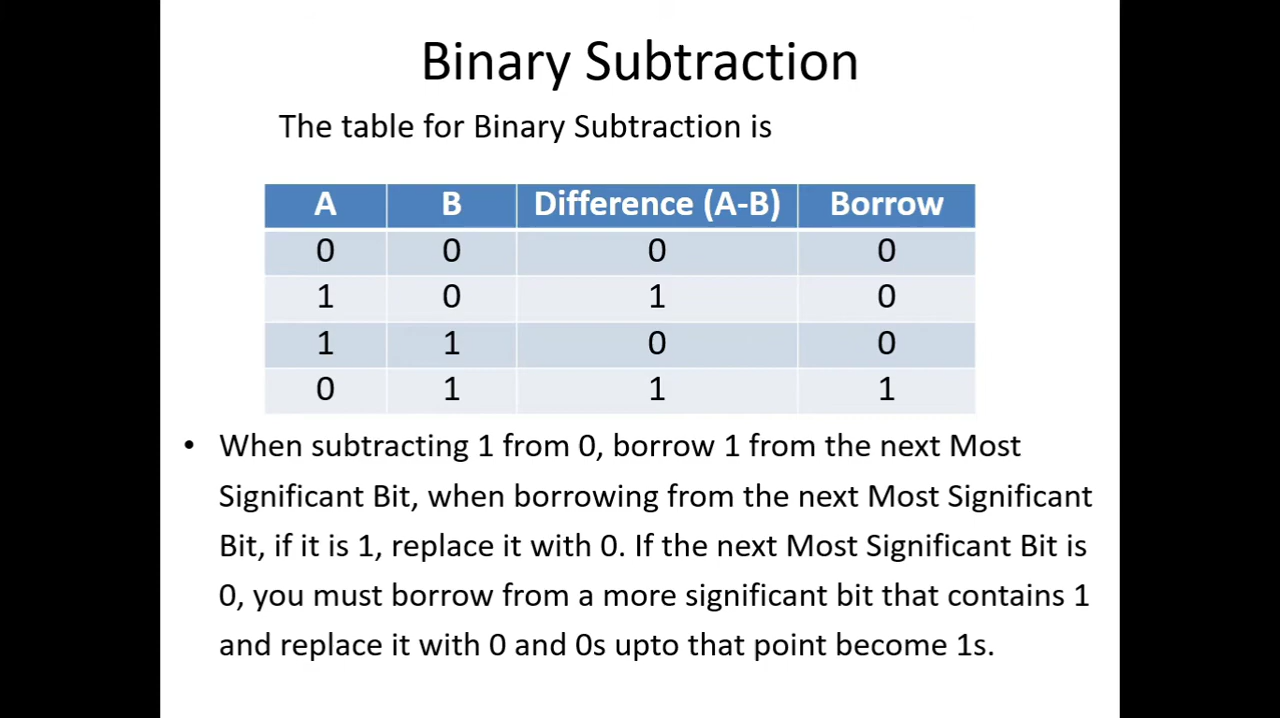 Binary Subtraction
The table for Binary Subtraction is
A B Difference (A-B) Borrow
0 0 0 0
1 0 1 0
1 1 0 0
0 1 1 1
• When subtracting 1 from 0, borrow 1 from the next Most
Significant Bit, when borrowing from the next Most Significant
Bit, if it is 1, replace it with 0. If the next Most Significant Bit is
0, you must borrow from a more significant bit that contains 1
and replace it with 0 and 0s upto that point become 1s.